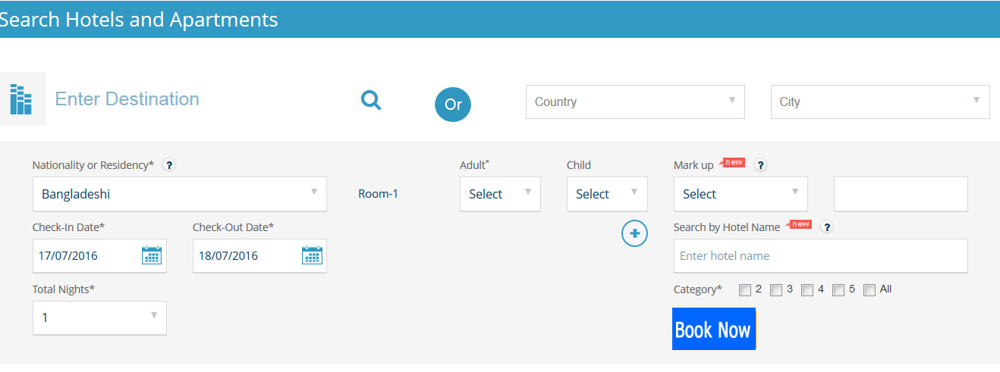 Search Hotels and Apartments
Enter Destination
Or
Country
City
Nationality or Residency* ?
Adult*
Child
Mark up new ?
Bangladeshi
Room-1
Select
Select
Select
Check-In Date*
Check-Out Date*
+
Search by Hotel Name new ?
17/07/2016
18/07/2016
Enter hotel name
Total Nights*
Category* 2 3 4 5 All
1
Book Now